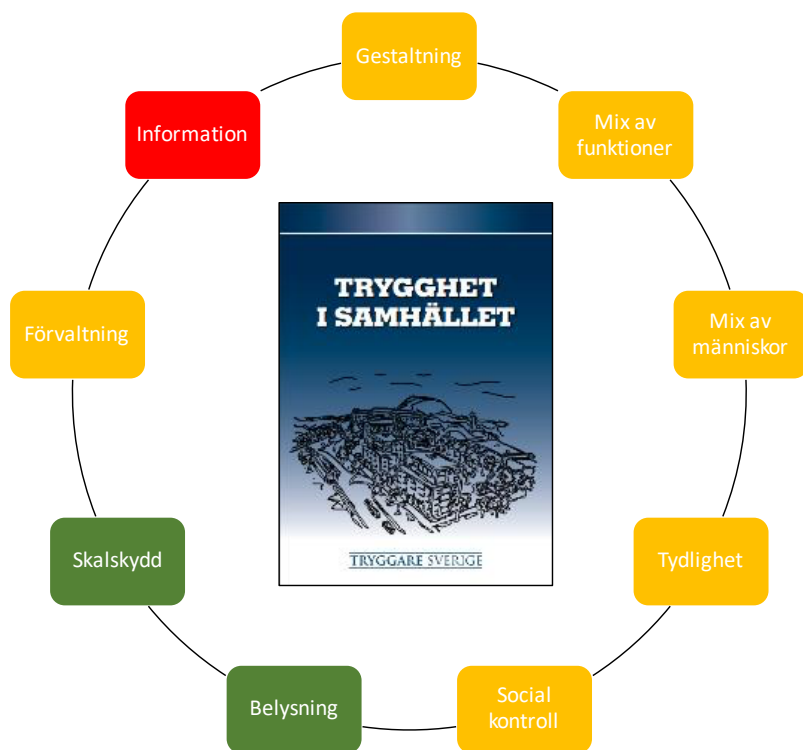 Gestaltning
Mix av
funktioner
Mix av
människor
Tydlighet
Social
kontroll
Belysning
Skalskydd
Förvaltning
Information
TRYGGHET
I SAMHÄLLET
TRYGGARE SVERIGE